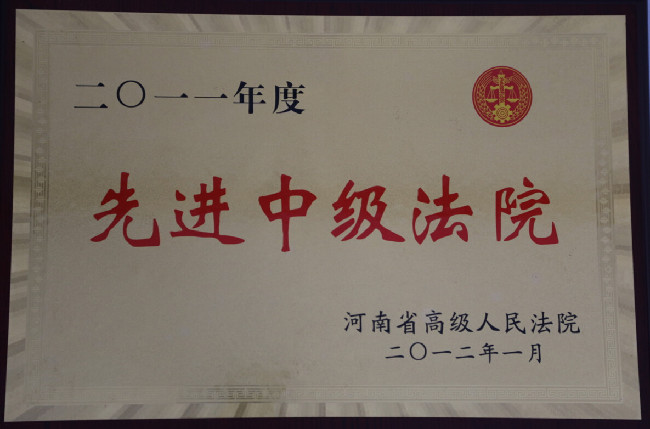 二〇一一年度
先进中级法院
河南省高级人民法院
二〇一二年一月